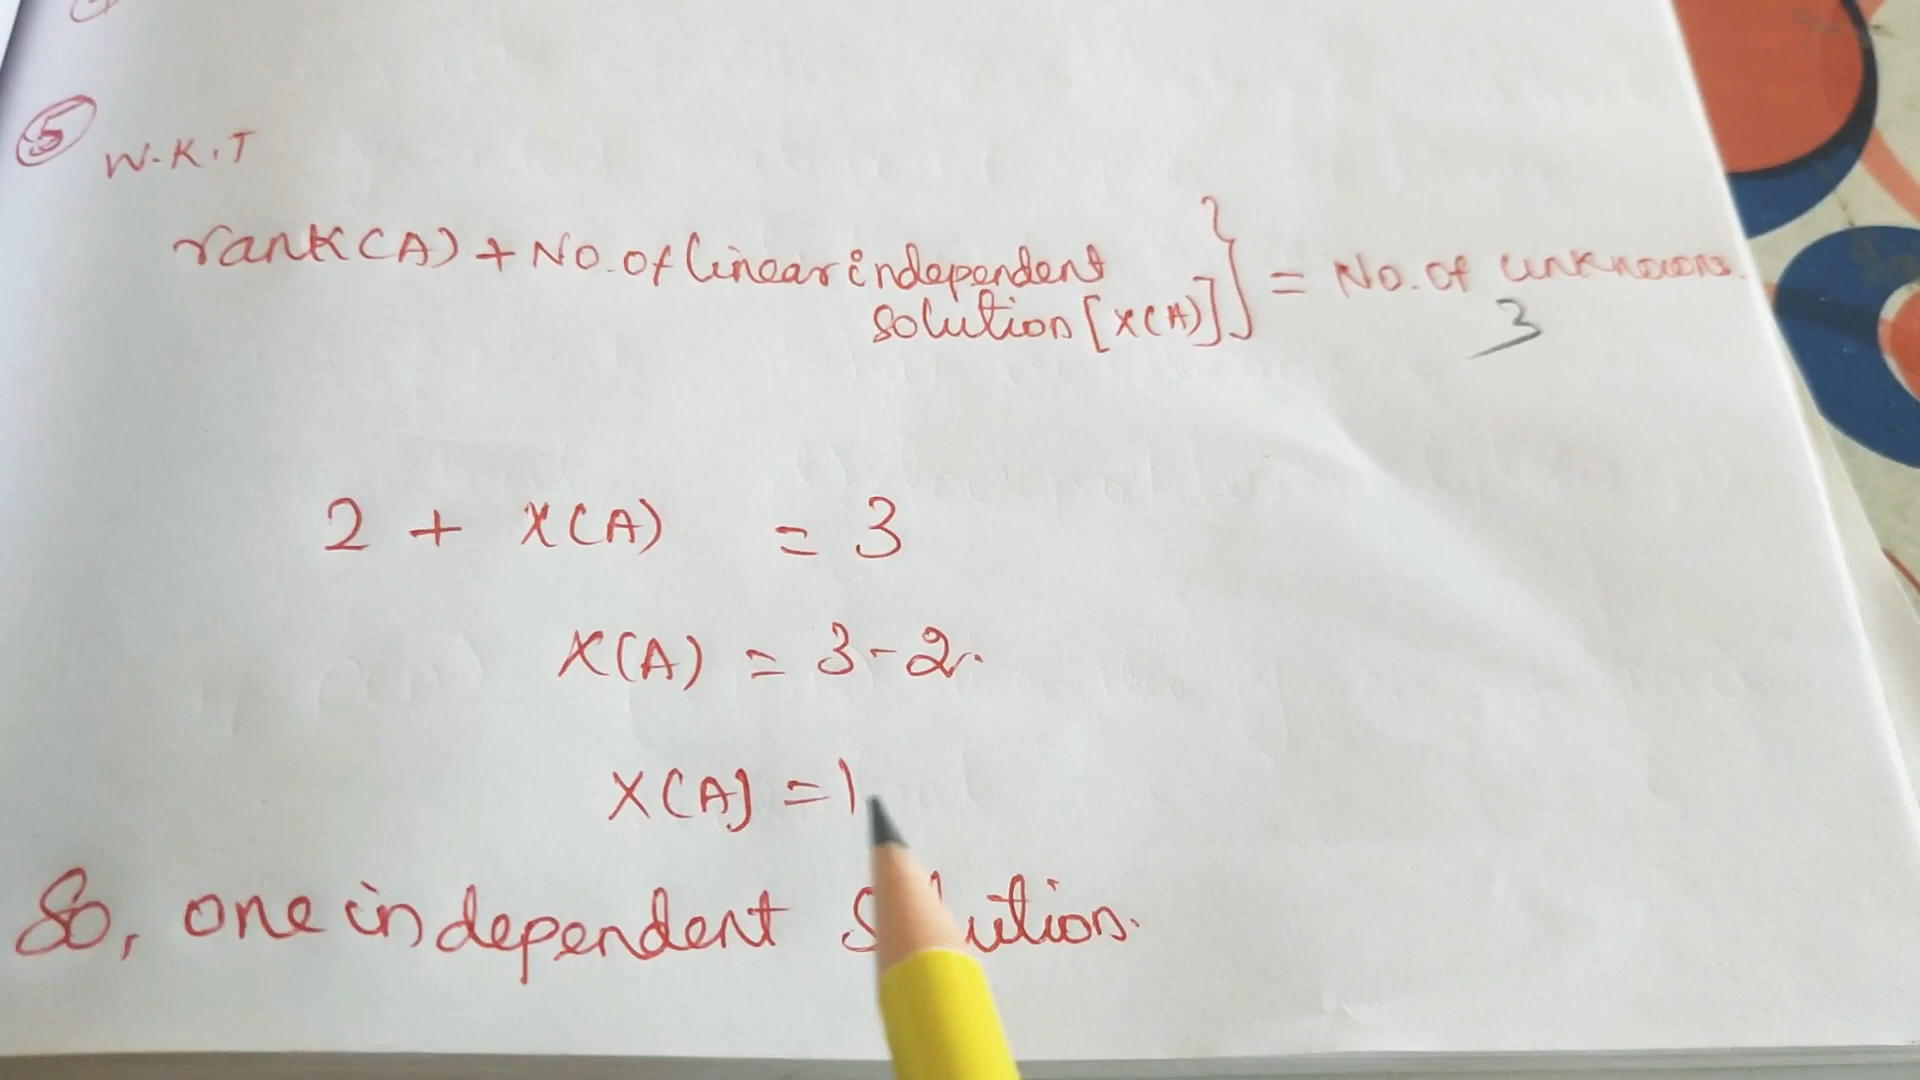 5
W.K.T
rank(A) + No. of linear independent
solution [X(A)] } = No. of unknowns.
3
2 + X(A) = 3
X(A) = 3-2.
X(A) = 1
So, one independent solution.